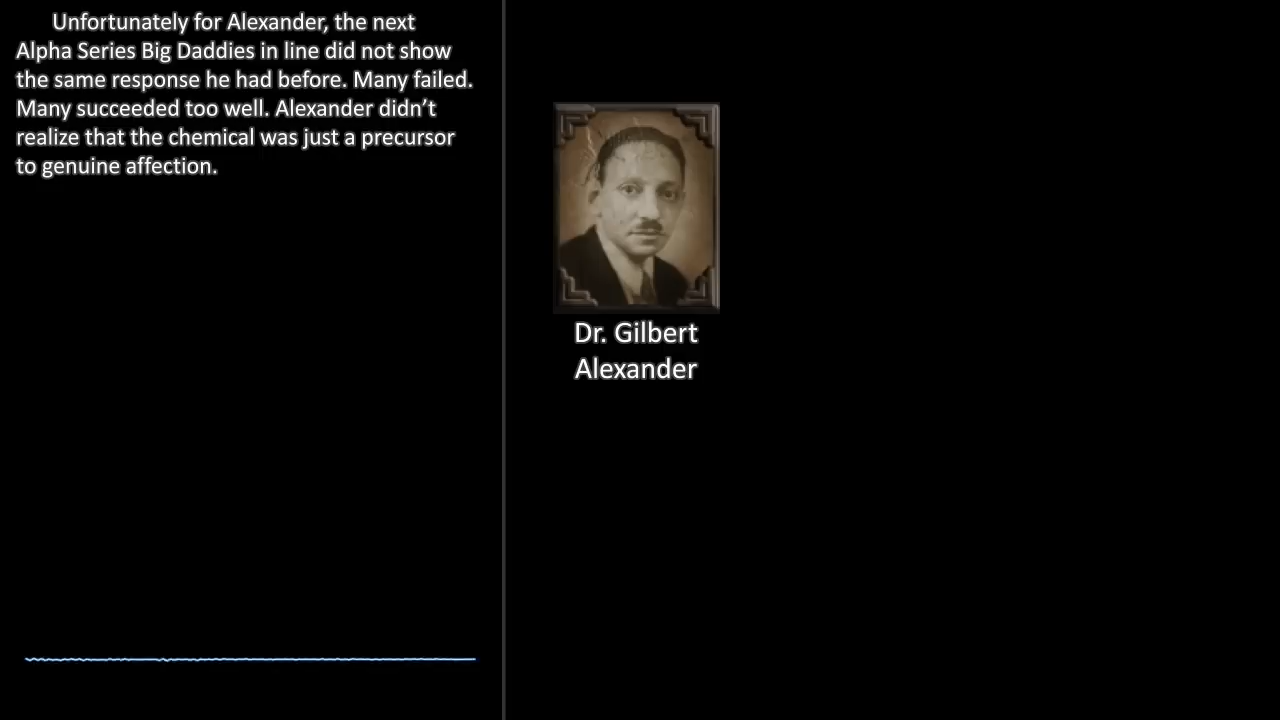 Unfortunately for Alexander, the next
Alpha Series Big Daddies in line did not show
the same response he had before. Many failed.
Many succeeded too well. Alexander didn’t
realize that the chemical was just a precursor
to genuine affection.
Dr. Gilbert
Alexander